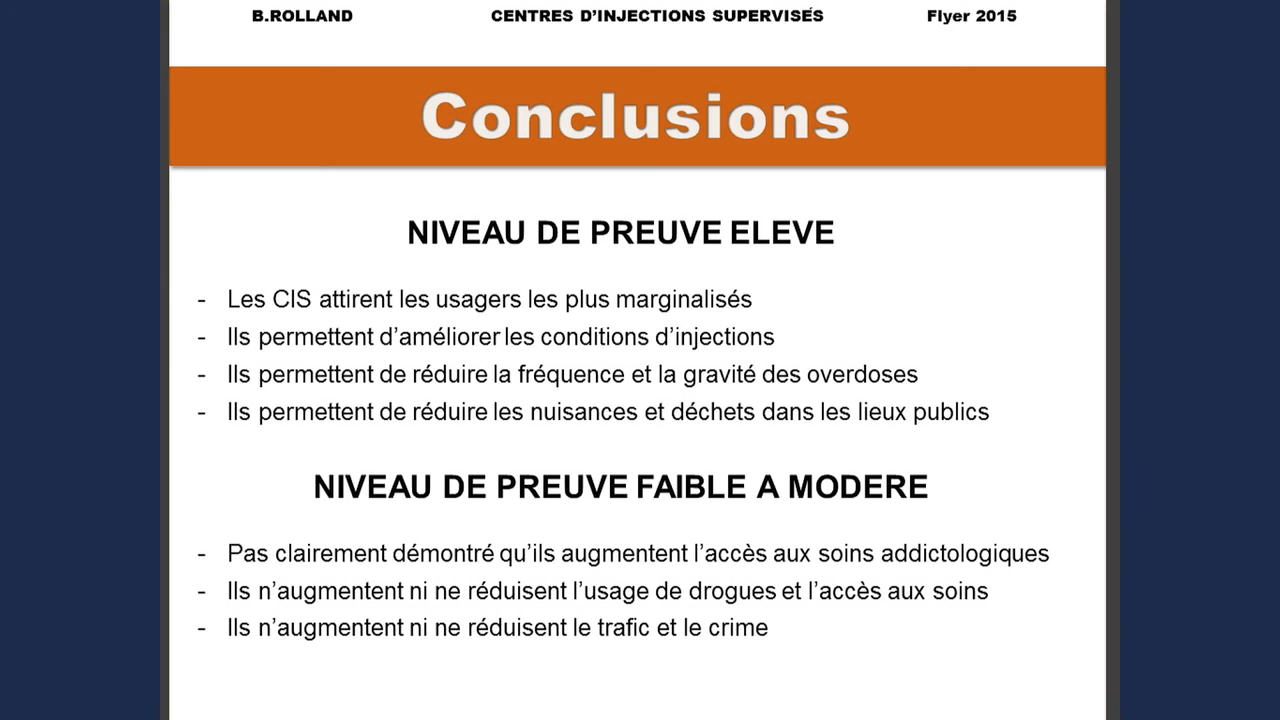 B.ROLLAND CENTRES D'INJECTIONS SUPERVISÉS Flyer 2015
Conclusions
NIVEAU DE PREUVE ELEVE
- Les CIS attirent les usagers les plus marginalisés
- Ils permettent d'améliorer les conditions d'injections
- Ils permettent de réduire la fréquence et la gravité des overdoses
- Ils permettent de réduire les nuisances et déchets dans les lieux publics
NIVEAU DE PREUVE FAIBLE A MODERE
- Pas clairement démontré qu'ils augmentent l'accès aux soins addictologiques
- Ils n'augmentent ni ne réduisent l'usage de drogues et l'accès aux soins
- Ils n'augmentent ni ne réduisent le trafic et le crime